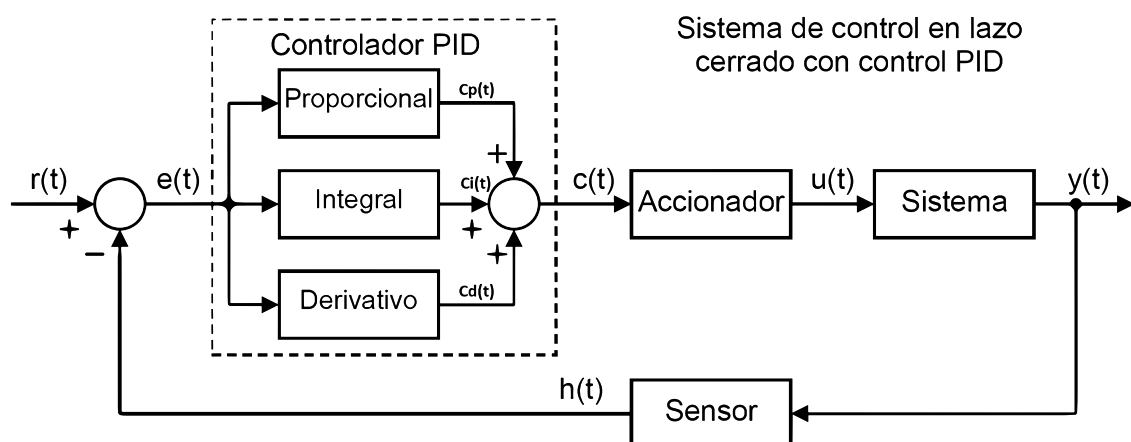 Sistema de control en lazo
cerrado con control PID
Controlador PID
Proporcional
Cp(t)
+
r(t)
e(t)
Integral
Ci(t)
c(t)
Accionador
u(t)
Sistema
y(t)
+
+
+
−
Derivativo
Cd(t)
h(t)
Sensor